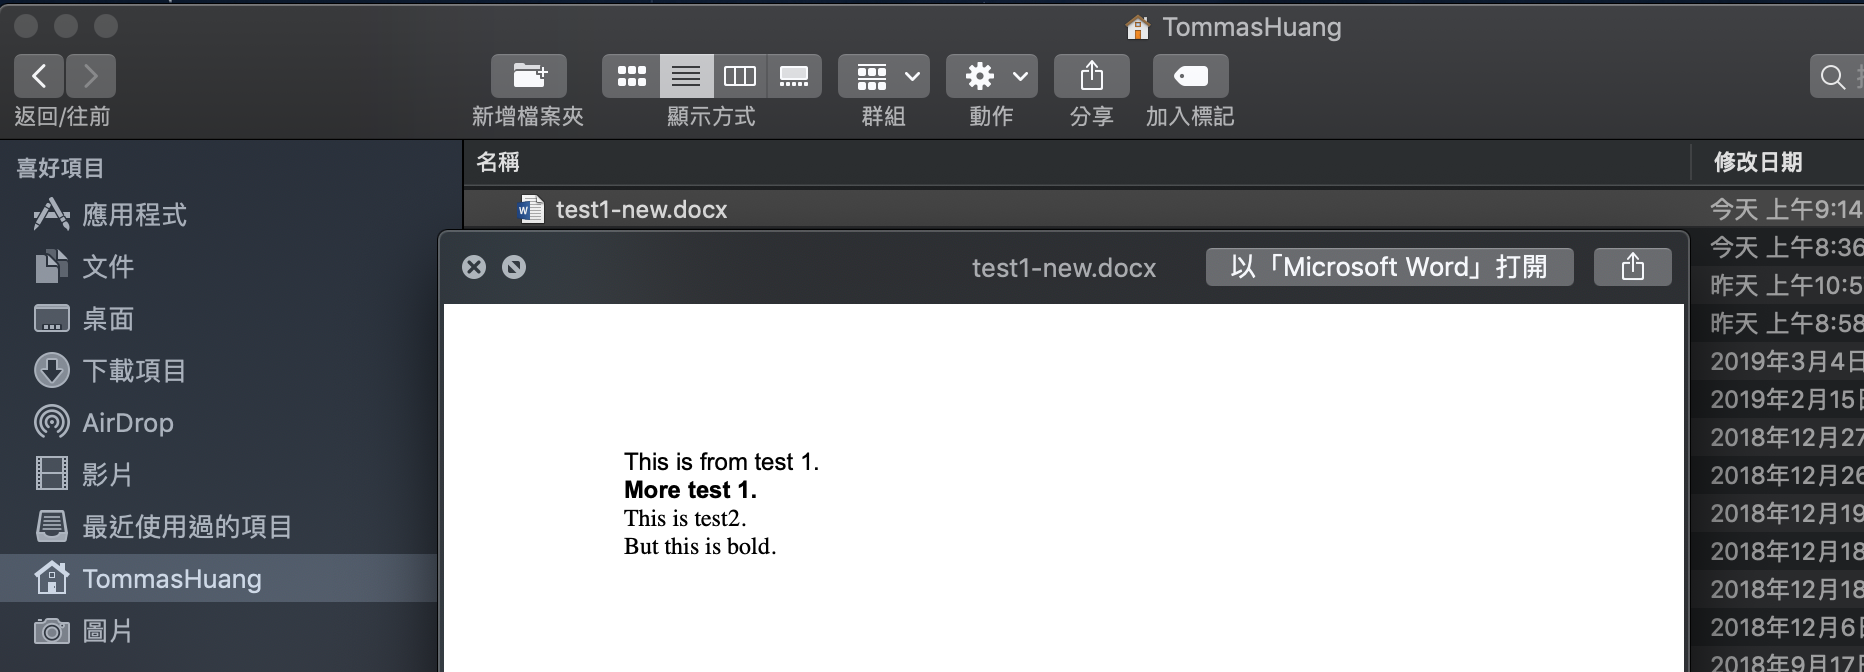 TommasHuang
返回/往前
新增檔案夾
顯示方式
群組
動作
分享
加入標記
喜好項目
應用程式
文件
桌面
下載項目
AirDrop
影片
最近使用過的項目
TommasHuang
圖片
名稱
修改日期
test1-new.docx
今天 上午9:14
今天 上午8:36
昨天 上午10:5
昨天 上午8:58
2019年3月4日
2019年2月15日
2018年12月27
2018年12月26
2018年12月19
2018年12月18
2018年12月18
2018年12月6日
2018年9月17日
test1-new.docx
以「Microsoft Word」打開
This is from test 1.
More test 1.
This is test2.
But this is bold.